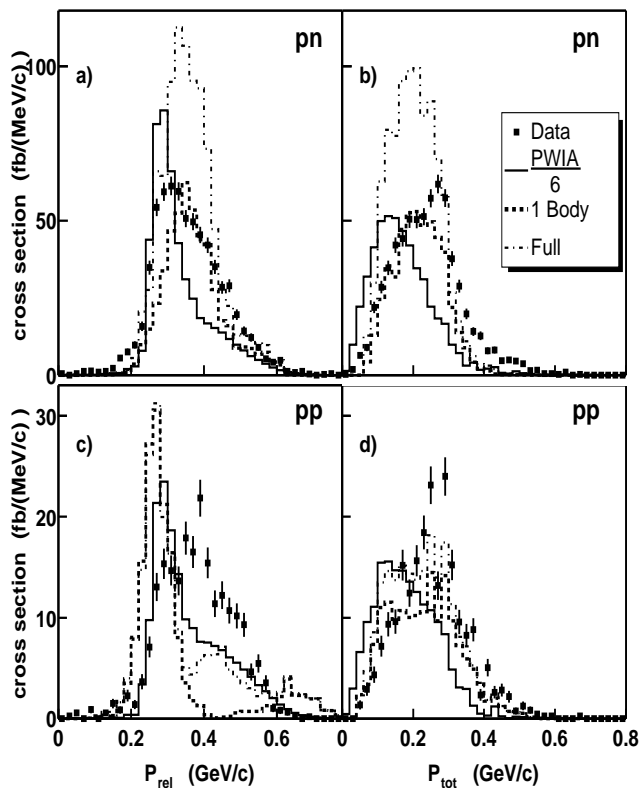 pn
pn
a)
b)
100
50
0
cross section (fb/(MeV/c))
Data
PWIA
6
1 Body
Full
pp
pp
c)
d)
30
20
10
0
cross section (fb/(MeV/c))
0 0.2 0.4 0.6 0 0.2 0.4 0.6 0.8
P_rel (GeV/c)
P_tot (GeV/c)